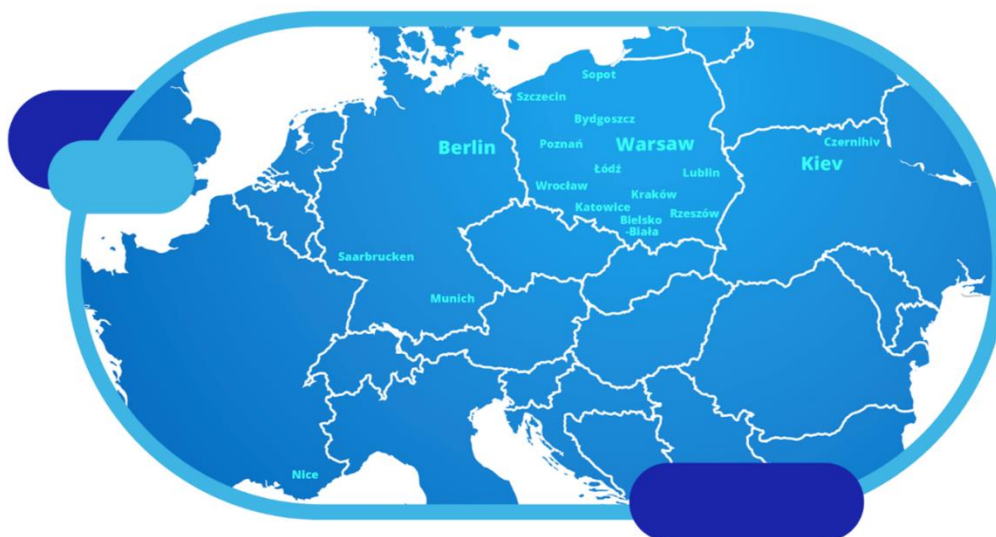 Sopot
Szczecin
Bydgoszcz
Berlin
Poznań
Warsaw
Czernihiv
Kiev
Łódź
Lublin
Wrocław
Kraków
Katowice
Rzeszów
Bielsko
-Biała
Saarbrucken
Munich
Nice